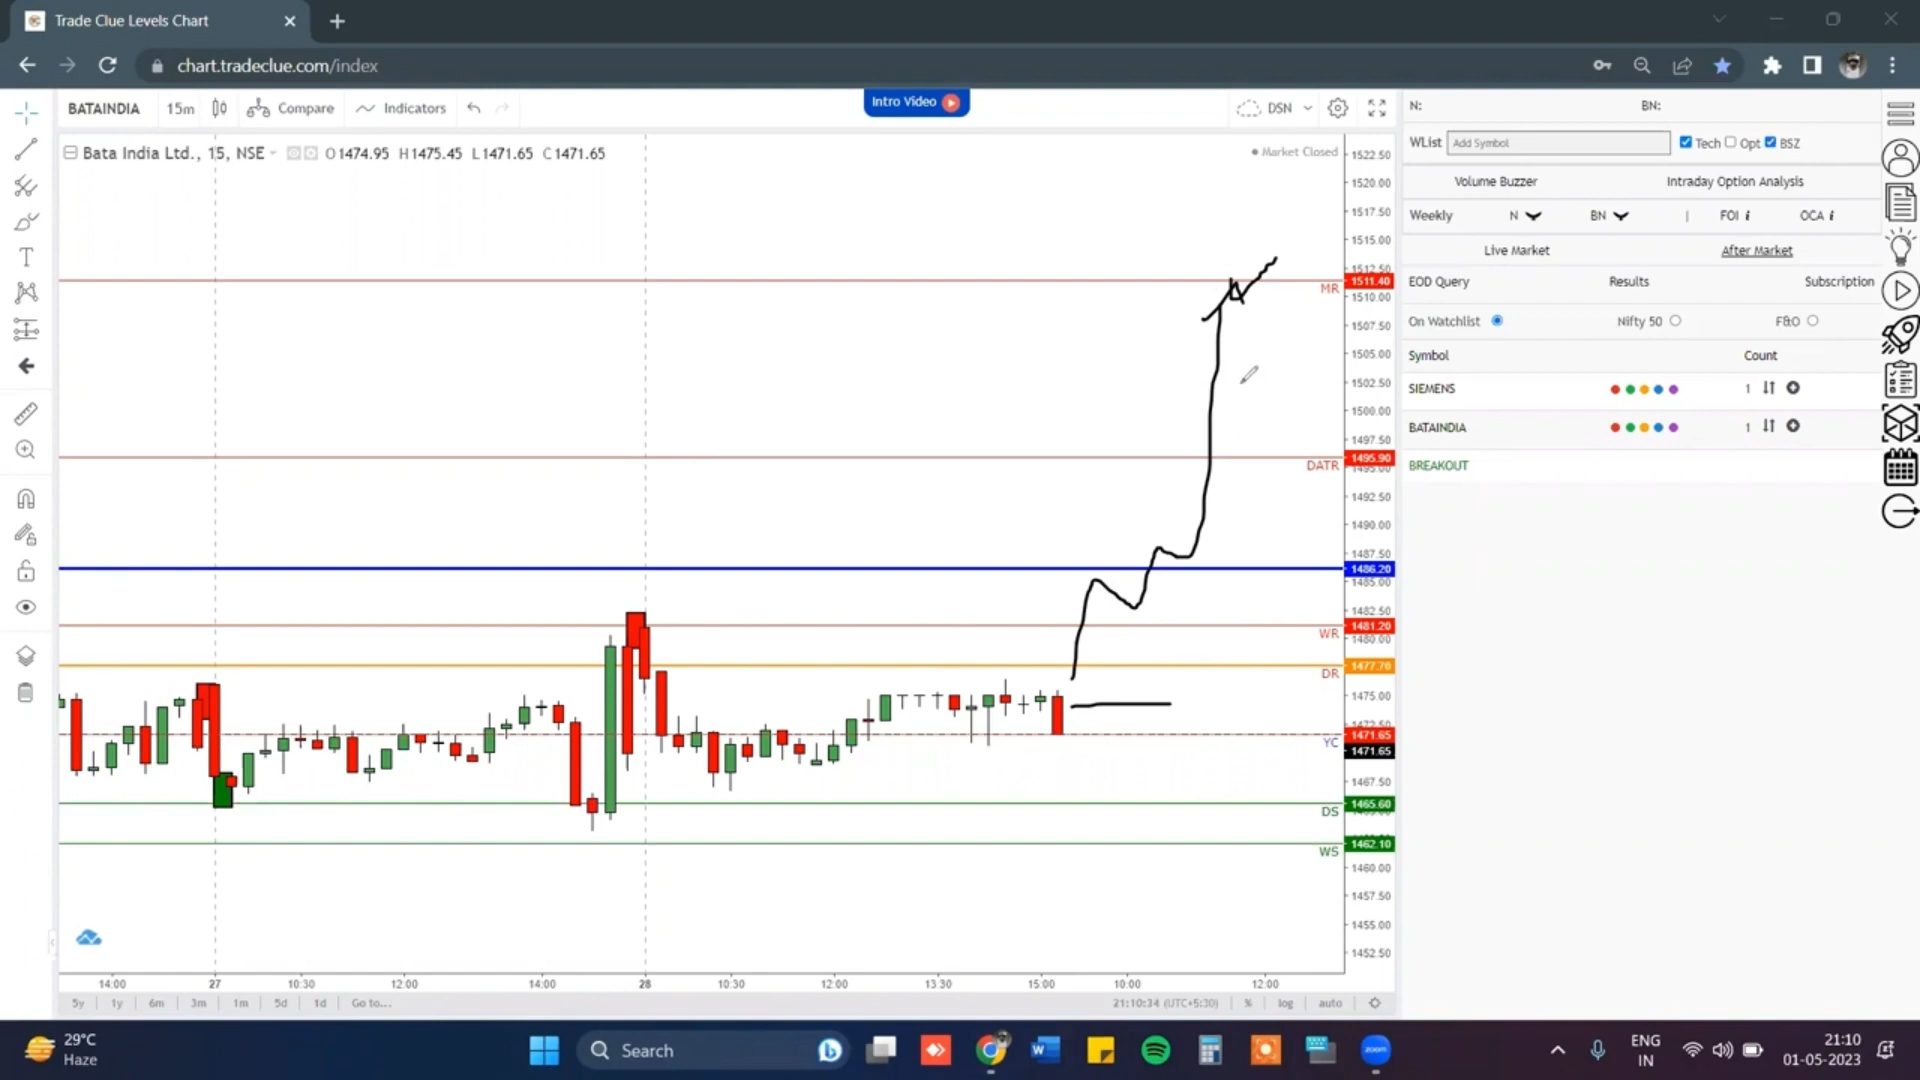 Trade Clue Levels Chart
chart.tradeclue.com/index
BATAINDIA 15m Compare Indicators
Intro Video
DSN
N: BN:
Bata India Ltd., 15, NSE O1474.95 H1475.45 L1471.65 C1471.65
Market Closed
WList Add Symbol Tech Opt BSZ
Volume Buzzer Intraday Option Analysis
Weekly N BN | FOI i OCA i
Live Market After Market
EOD Query Results Subscription
On Watchlist Nifty 50 F&O
Symbol Count
SIEMENS 1
BATAINDIA 1
BREAKOUT
1522.50
1520.00
1517.50
1515.00
1512.50
MR 1511.40
1510.00
1507.50
1505.00
1502.50
1500.00
1497.50
DATR 1495.90
1495.00
1492.50
1490.00
1487.50
1486.20
1485.00
1482.50
WR 1481.20
1480.00
DR 1477.70
1475.00
1472.50
YC 1471.65
1471.65
1467.50
DS 1465.60
WS 1462.10
1460.00
1457.50
1455.00
1452.50
14:00 27 10:30 12:00 14:00 28 10:30 12:00 13:30 15:00 10:00 12:00
5y 1y 6m 3m 1m 5d 1d Go to...
21:10:34 (UTC+5:30) % log auto
29°C
Haze
Search
zoom
ENG
IN
21:10
01-05-2023